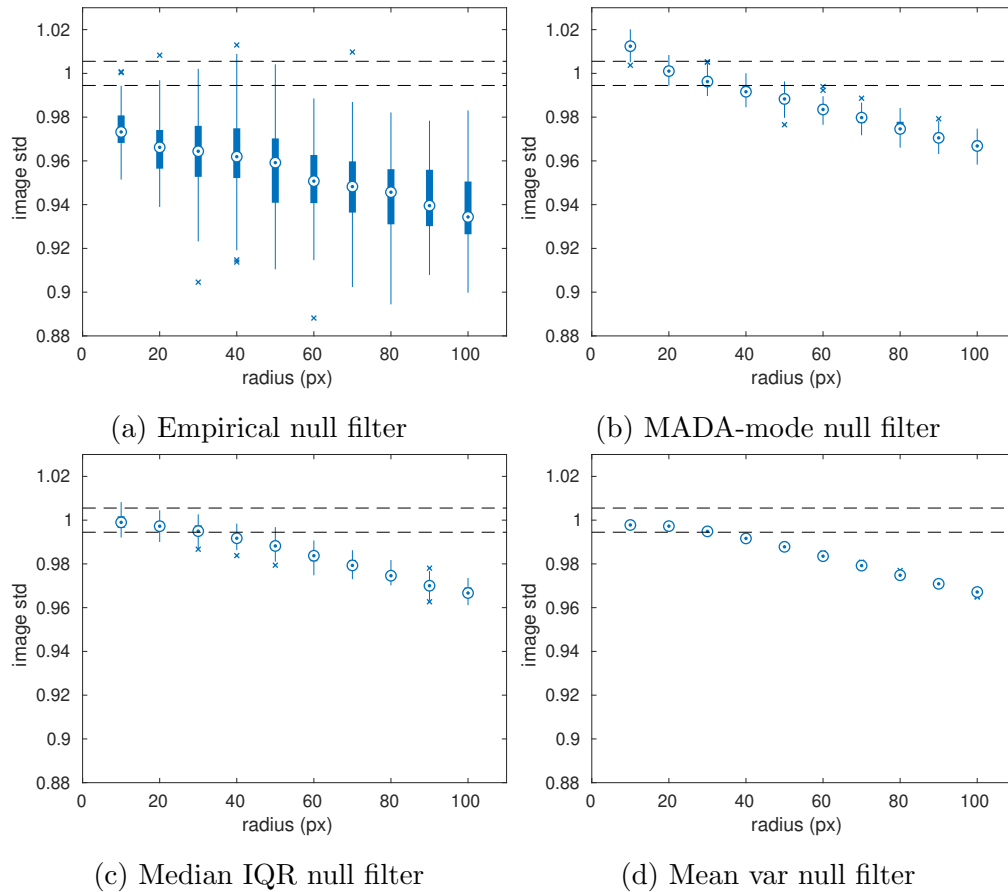 1.02
1
0.98
0.96
0.94
0.92
0.9
0.88
image std
0 20 40 60 80 100
radius (px)
(a) Empirical null filter
1.02
1
0.98
0.96
0.94
0.92
0.9
0.88
image std
0 20 40 60 80 100
radius (px)
(b) MADA-mode null filter
1.02
1
0.98
0.96
0.94
0.92
0.9
0.88
image std
0 20 40 60 80 100
radius (px)
(c) Median IQR null filter
1.02
1
0.98
0.96
0.94
0.92
0.9
0.88
image std
0 20 40 60 80 100
radius (px)
(d) Mean var null filter